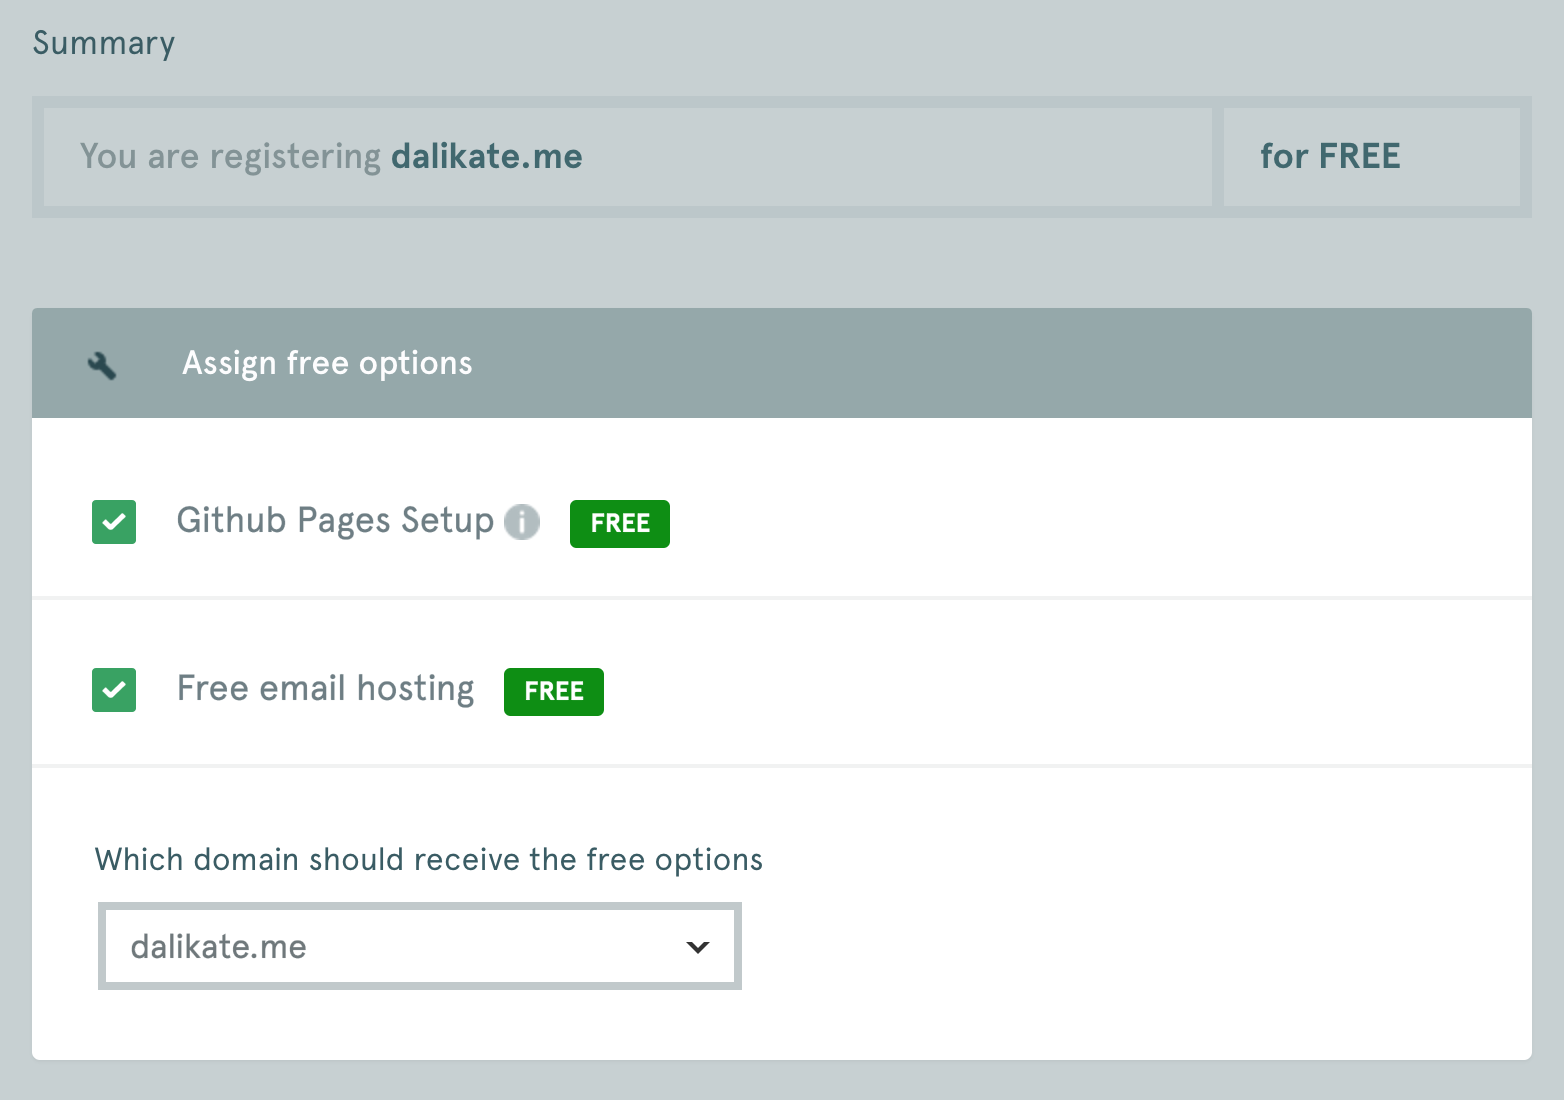 Summary
You are registering dalikate.me
for FREE
Assign free options
Github Pages Setup i FREE
Free email hosting FREE
Which domain should receive the free options
dalikate.me